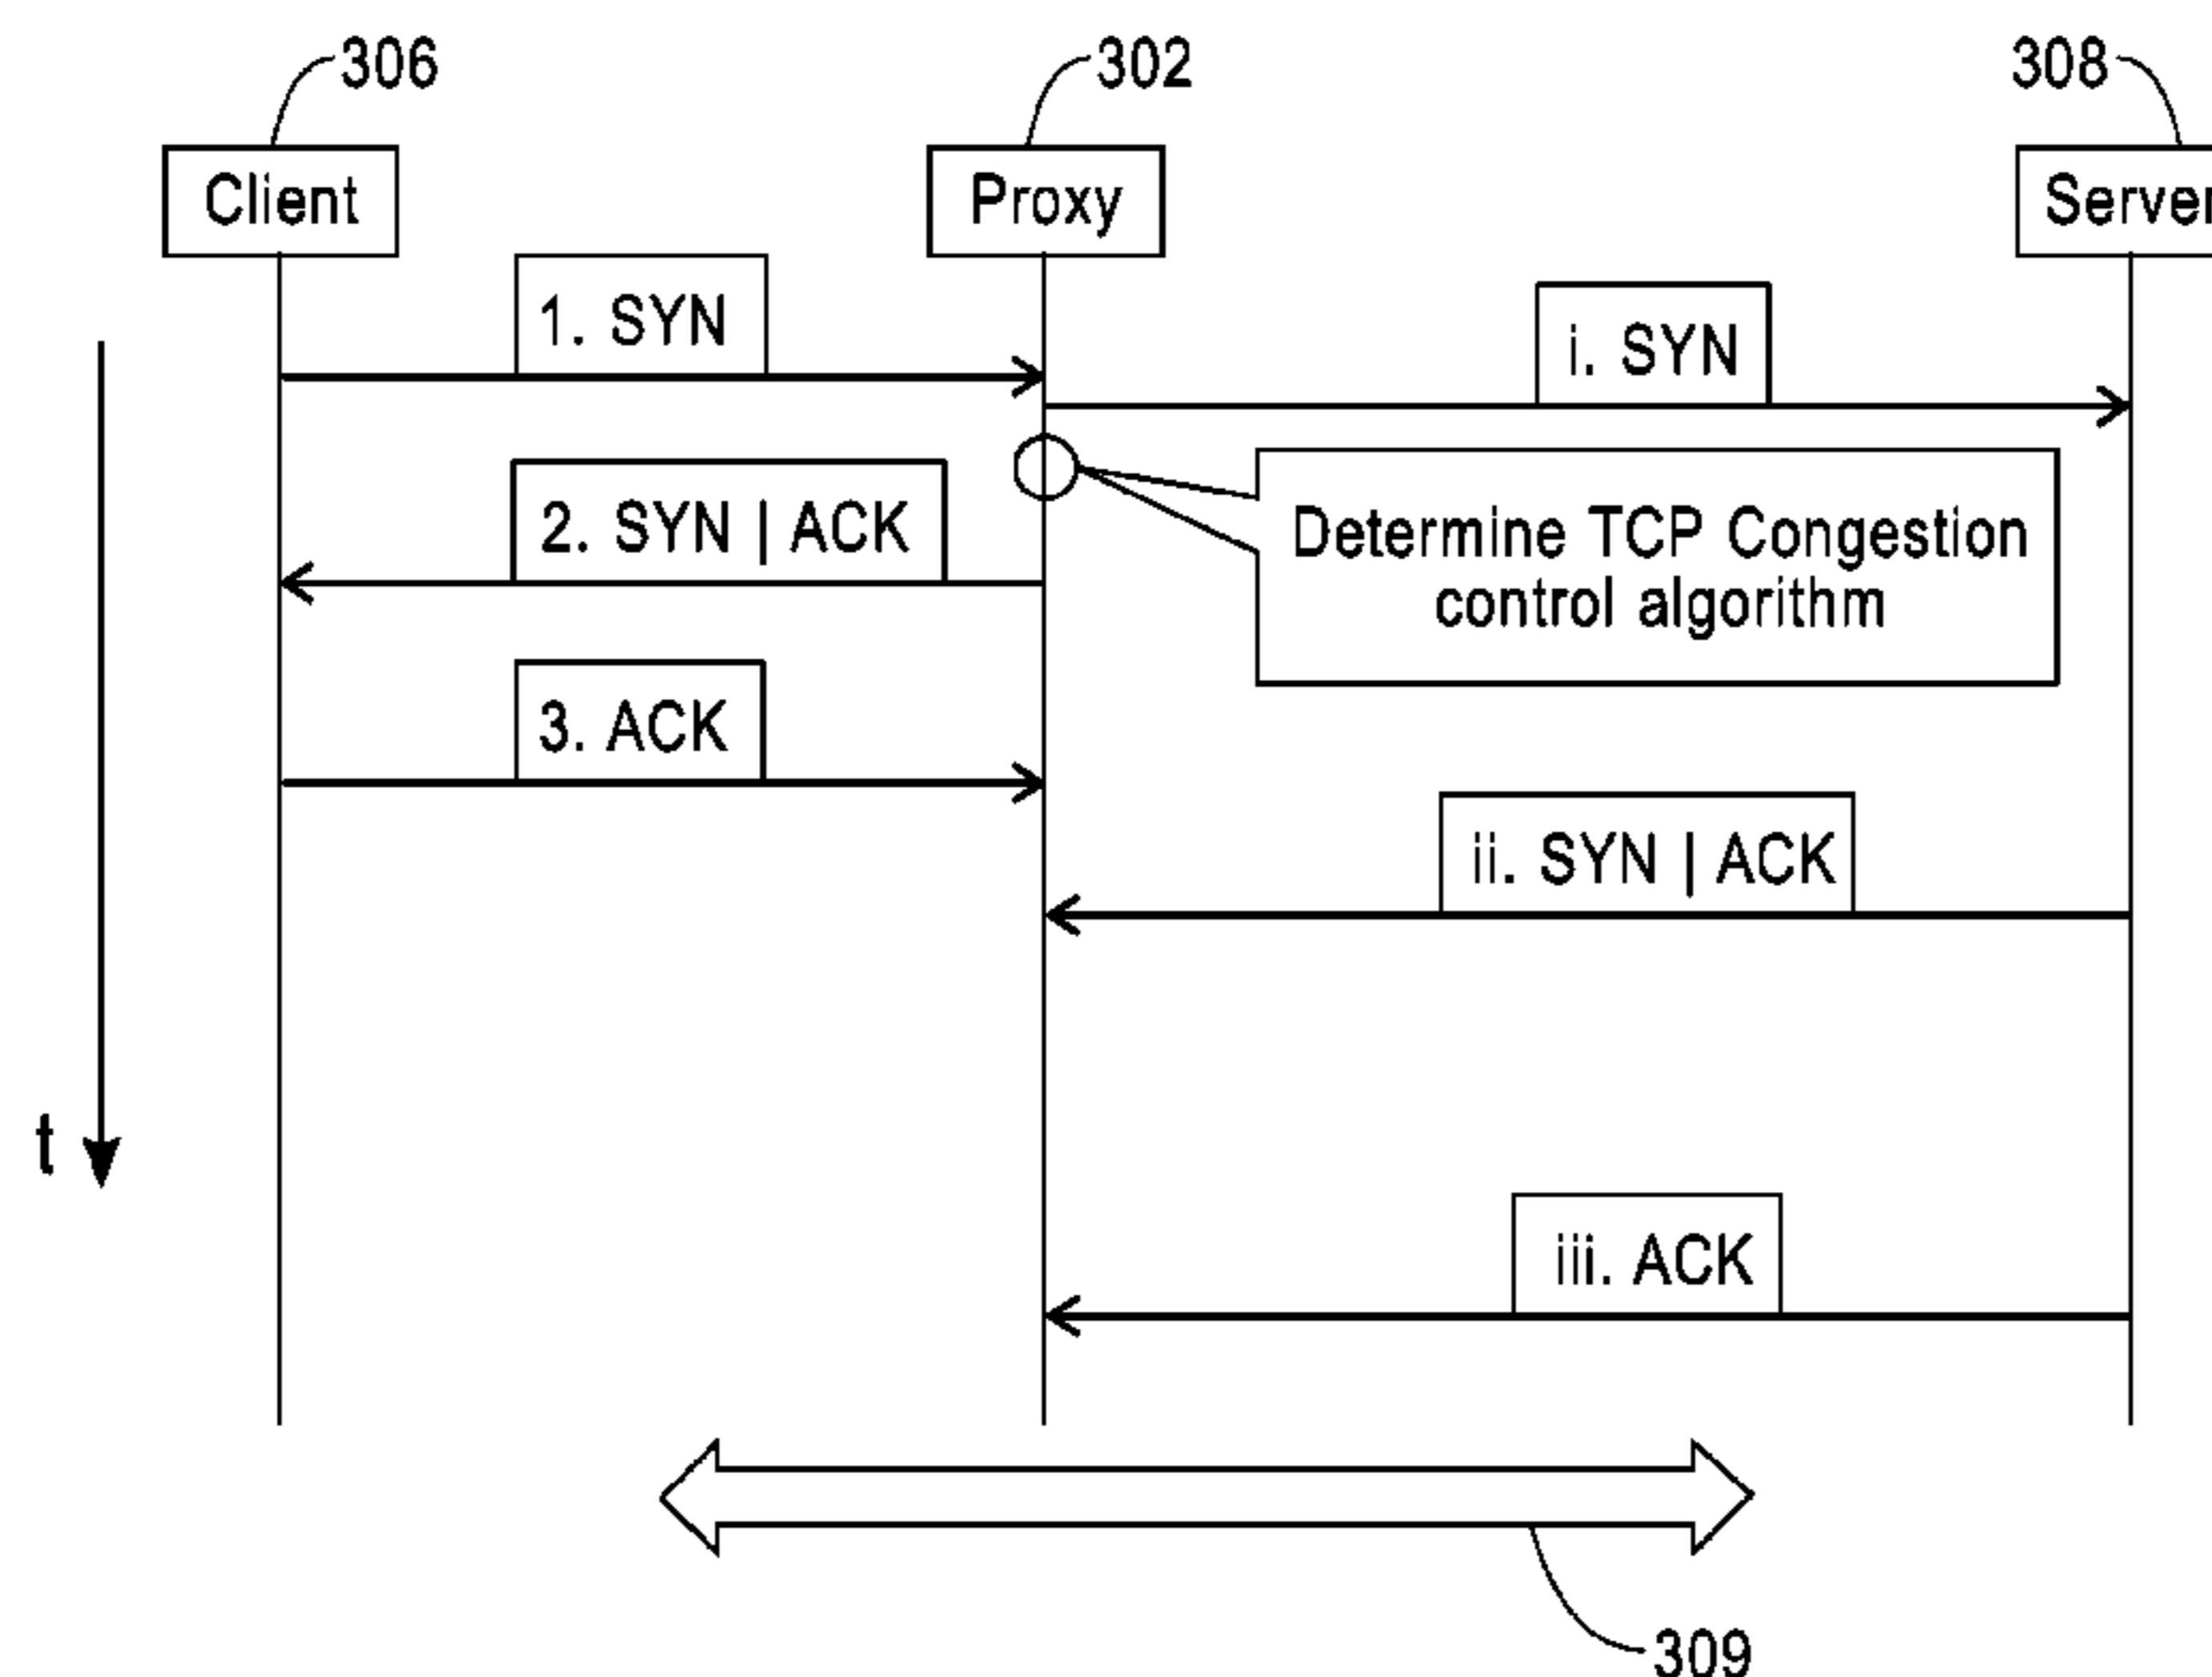 306
302
308
Client
Proxy
Server
1. SYN
i. SYN
2. SYN | ACK
Determine TCP Congestion
control algorithm
3. ACK
ii. SYN | ACK
t
iii. ACK
309